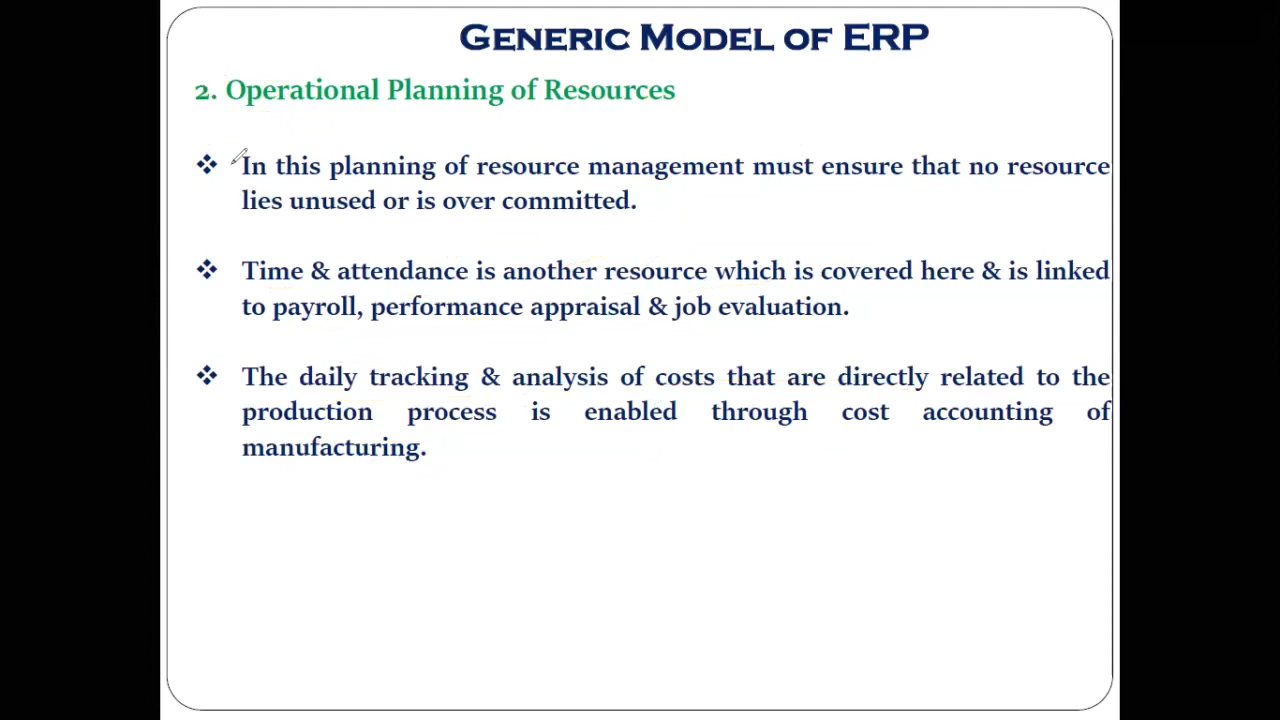 Generic Model of ERP
2. Operational Planning of Resources
❖ In this planning of resource management must ensure that no resource
lies unused or is over committed.
❖ Time & attendance is another resource which is covered here & is linked
to payroll, performance appraisal & job evaluation.
❖ The daily tracking & analysis of costs that are directly related to the
production process is enabled through cost accounting of
manufacturing.